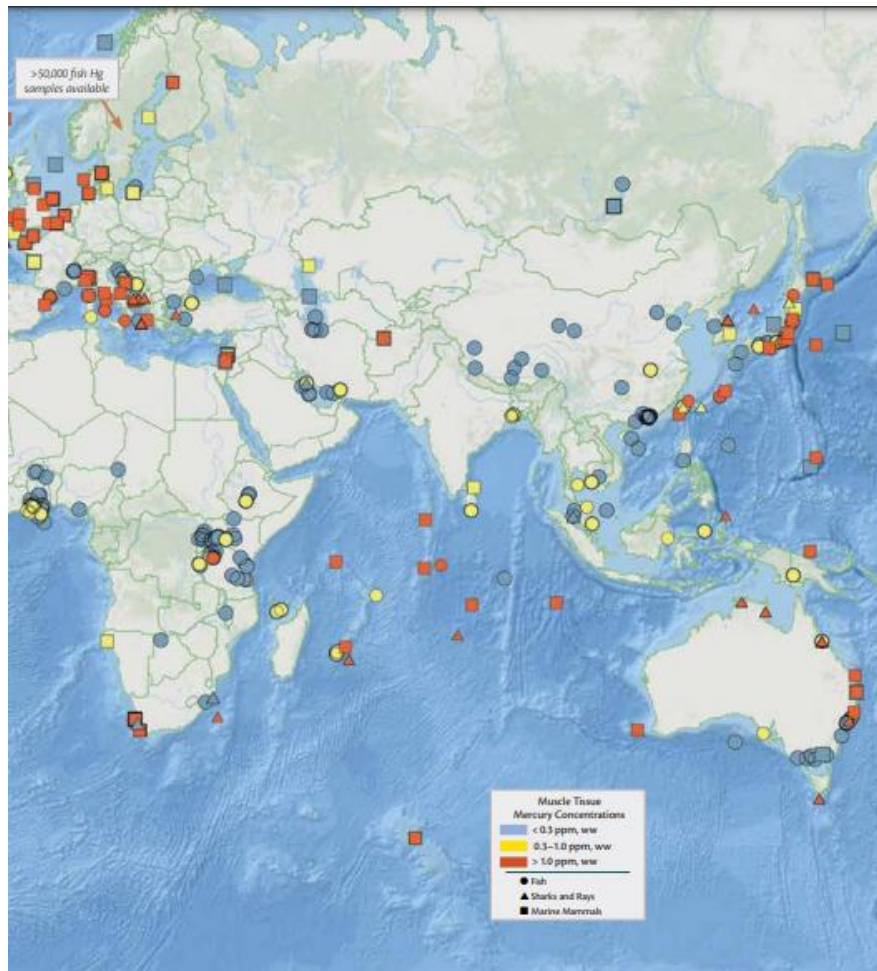 >50,000 fish Hg
samples available
Muscle Tissue
Mercury Concentrations
< 0.3 ppm, ww
0.3–1.0 ppm, ww
> 1.0 ppm, ww
Fish
Sharks and Rays
Marine Mammals